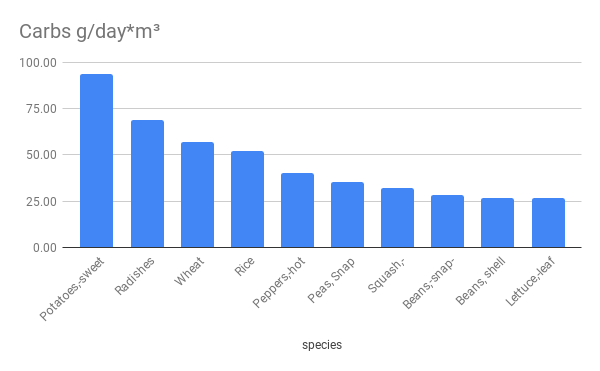 Carbs g/day*m³
100.00
75.00
50.00
25.00
0.00
Potatoes,-sweet
Radishes
Wheat
Rice
Peppers,-hot
Peas, Snap
Squash,-
Beans,-snap-
Beans, shell
Lettuce,-leaf
species